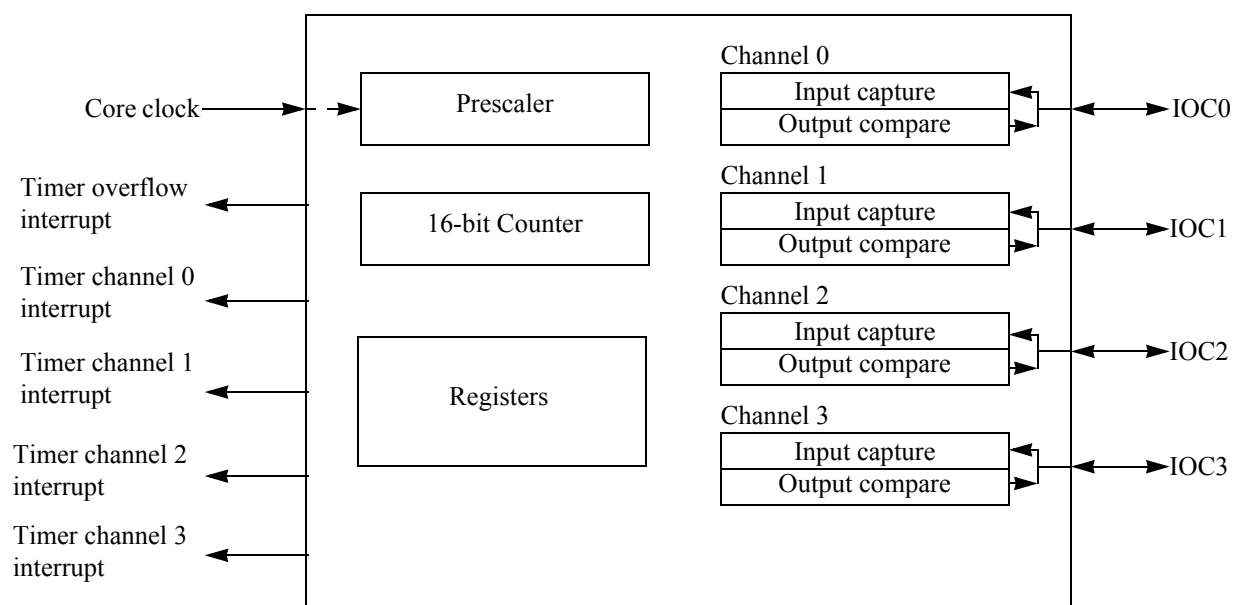 Core clock
Timer overflow
interrupt
Timer channel 0
interrupt
Timer channel 1
interrupt
Timer channel 2
interrupt
Timer channel 3
interrupt
Prescaler
16-bit Counter
Registers
Channel 0
Input capture
Output compare
IOC0
Channel 1
Input capture
Output compare
IOC1
Channel 2
Input capture
Output compare
IOC2
Channel 3
Input capture
Output compare
IOC3